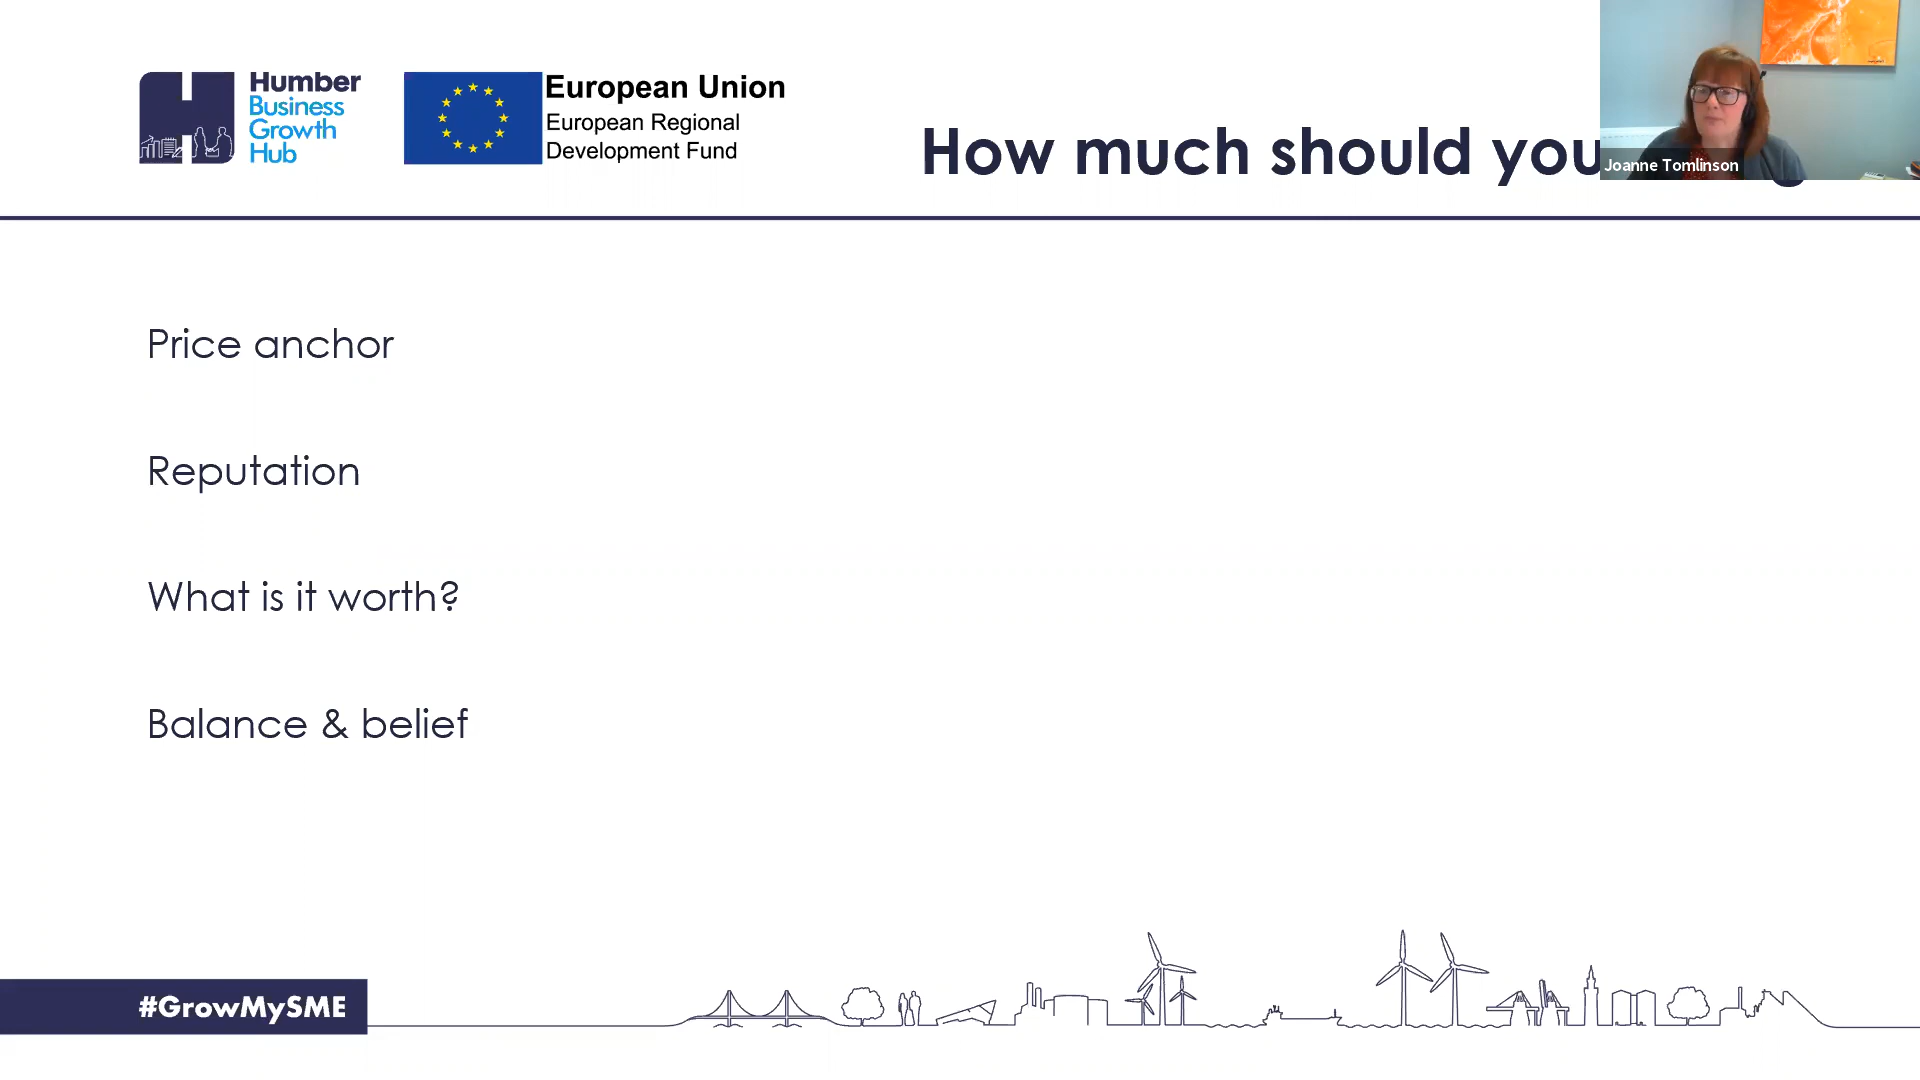 Humber
Business
Growth
Hub
European Union
European Regional
Development Fund
How much should you
Joanne Tomlinson
Price anchor
Reputation
What is it worth?
Balance & belief
#GrowMySME